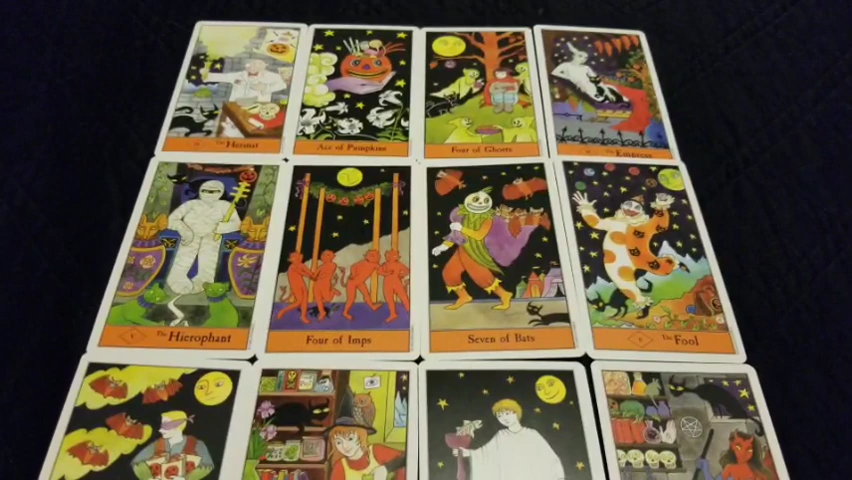 The Hermit
Ace of Pumpkins
Four of Ghosts
The Empress
V
The Hierophant
Four of Imps
Seven of Bats
The Fool